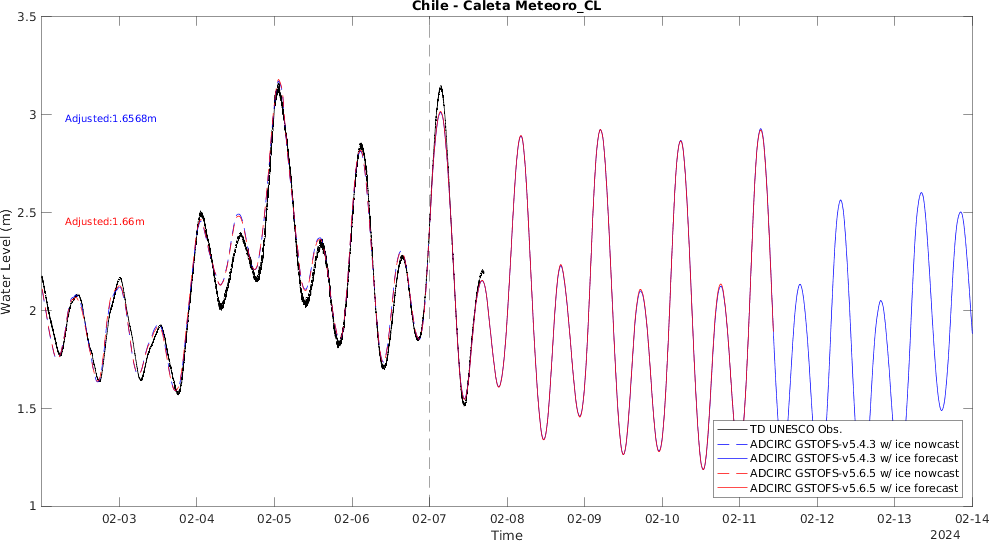 Chile - Caleta Meteoro_CL
3.5
3
2.5
2
1.5
1
Water Level (m)
Adjusted:1.6568m
Adjusted:1.66m
TD UNESCO Obs.
ADCIRC GSTOFS-v5.4.3 w/ ice nowcast
ADCIRC GSTOFS-v5.4.3 w/ ice forecast
ADCIRC GSTOFS-v5.6.5 w/ ice nowcast
ADCIRC GSTOFS-v5.6.5 w/ ice forecast
02-03 02-04 02-05 02-06 02-07 02-08 02-09 02-10 02-11 02-12 02-13 02-14
Time
2024